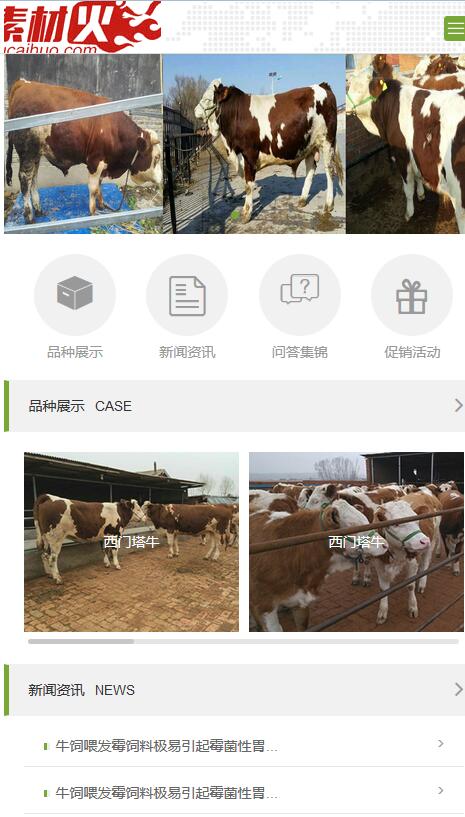 素材火
ucaihuo.com
品种展示
新闻资讯
问答集锦
促销活动
品种展示 CASE
西门塔牛
西门塔牛
新闻资讯 NEWS
牛饲喂发霉饲料极易引起霉菌性胃...
牛饲喂发霉饲料极易引起霉菌性胃...